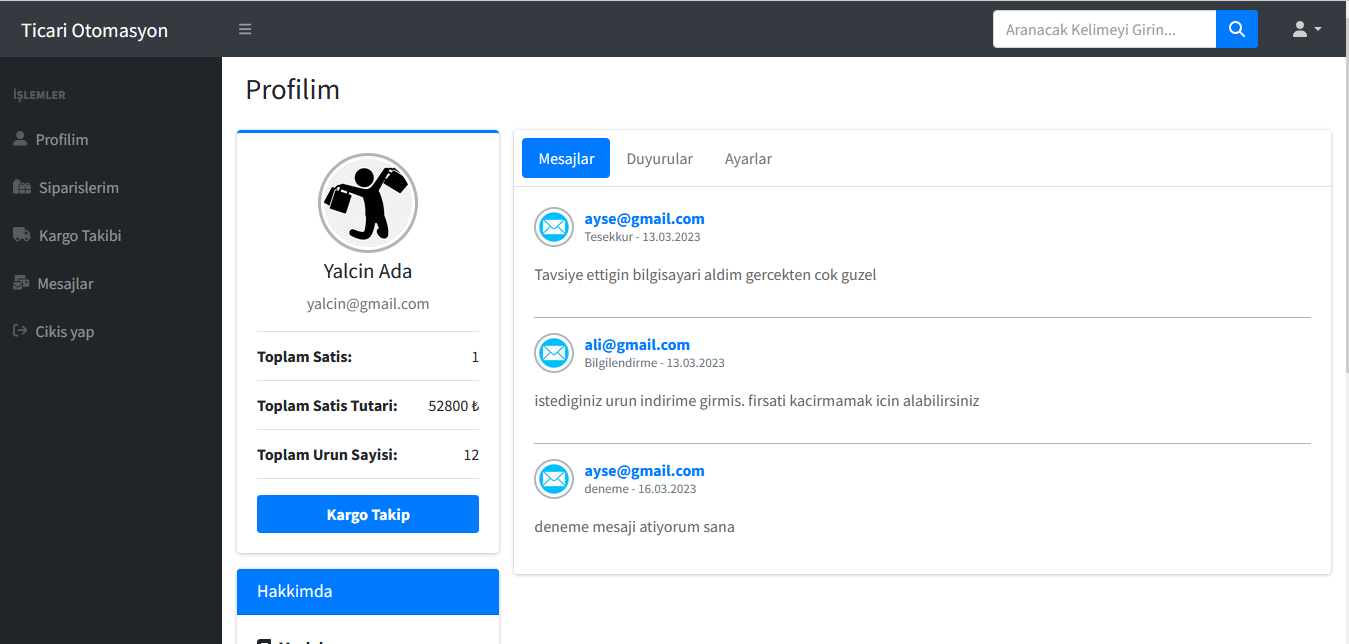 Ticari Otomasyon
Aranacak Kelimeyi Girin...
İŞLEMLER
Profilim
Siparislerim
Kargo Takibi
Mesajlar
Cikis yap
Profilim
Yalcin Ada
yalcin@gmail.com
Toplam Satis: 1
Toplam Satis Tutari: 52800 ₺
Toplam Urun Sayisi: 12
Kargo Takip
Hakkimda
Mesajlar Duyurular Ayarlar
ayse@gmail.com
Tesekkur - 13.03.2023
Tavsiye ettigin bilgisayari aldim gercekten cok guzel
ali@gmail.com
Bilgilendirme - 13.03.2023
istediginiz urun indirime girmis. firsati kacirmamak icin alabilirsiniz
ayse@gmail.com
deneme - 16.03.2023
deneme mesaji atiyorum sana